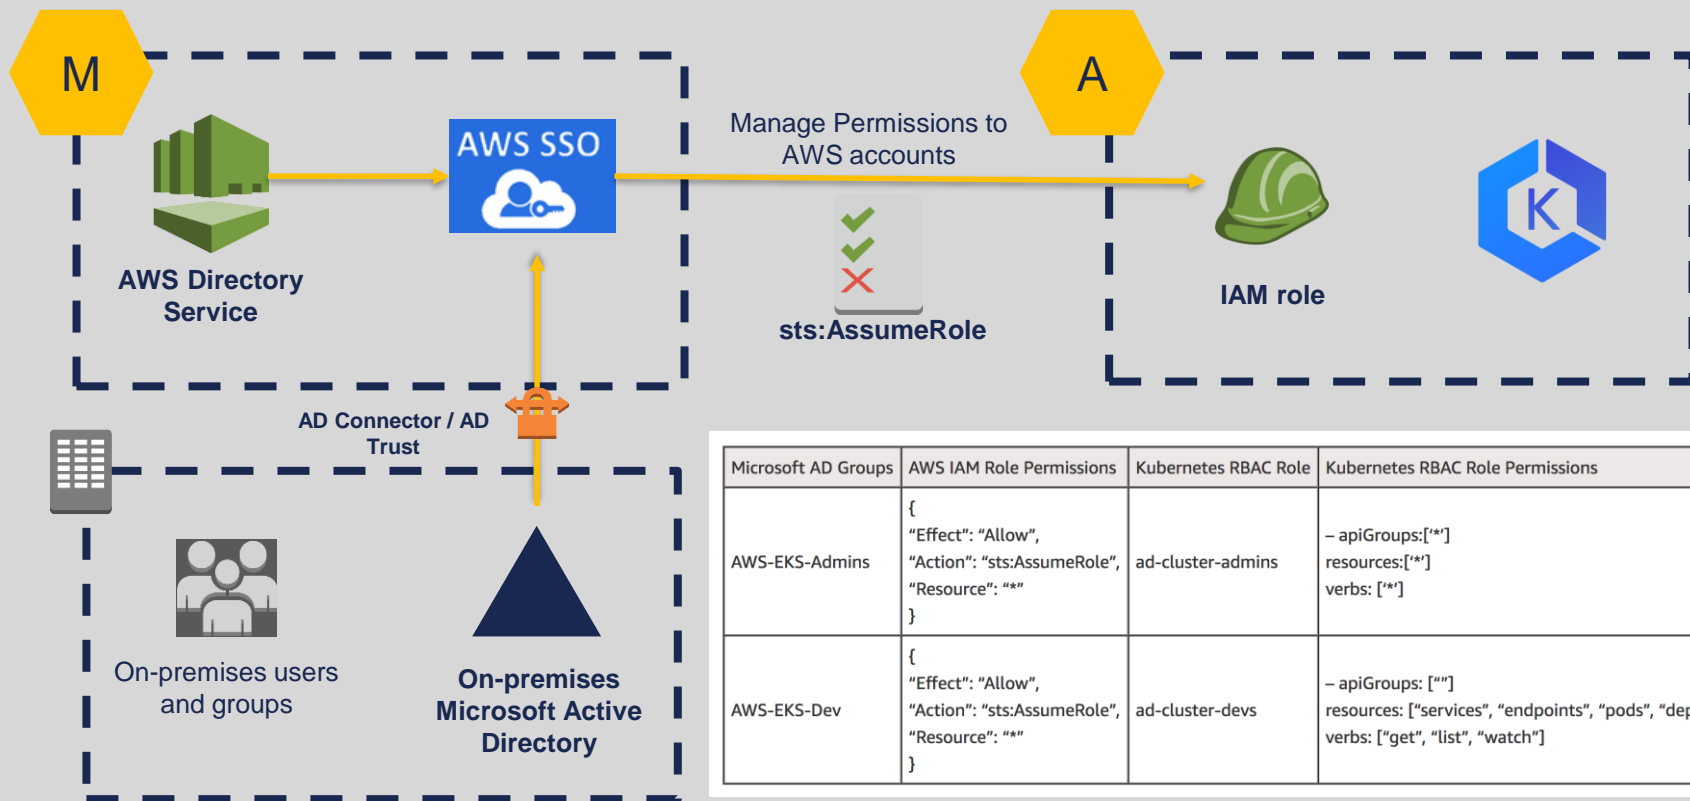 M
A
AWS SSO
Manage Permissions to
AWS accounts
K
AWS Directory
Service
sts:AssumeRole
IAM role
AD Connector / AD
Trust
On-premises users
and groups
On-premises
Microsoft Active
Directory
Microsoft AD Groups
AWS IAM Role Permissions
Kubernetes RBAC Role
Kubernetes RBAC Role Permissions
AWS-EKS-Admins
{
“Effect”: “Allow”,
“Action”: “sts:AssumeRole”,
“Resource”: “*”
}
ad-cluster-admins
– apiGroups:[‘*’]
resources:[‘*’]
verbs: [‘*’]
AWS-EKS-Dev
{
“Effect”: “Allow”,
“Action”: “sts:AssumeRole”,
“Resource”: “*”
}
ad-cluster-devs
– apiGroups: [“”]
resources: [“services”, “endpoints”, “pods”,
verbs: [“get”, “list”, “watch”]